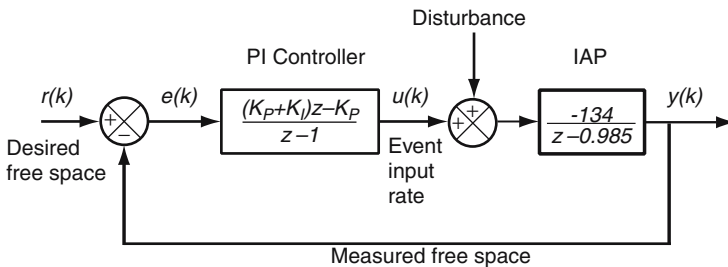 Disturbance
PI Controller
IAP
r(k)
e(k)
u(k)
y(k)
+
−
(K_P+K_I)z−K_P
z−1
+
+
-134
z−0.985
Desired
free space
Event
input
rate
Measured free space